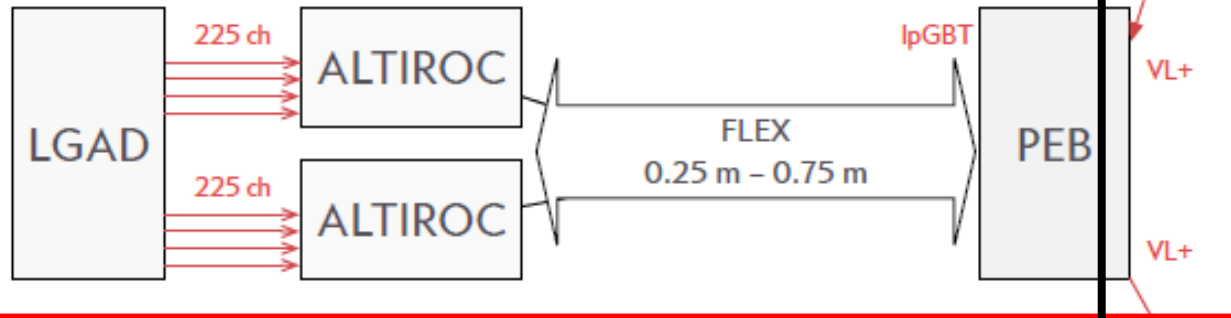 225 ch
ALTIROC
lpGBT
VL+
LGAD
FLEX
0.25 m – 0.75 m
PEB
225 ch
ALTIROC
VL+